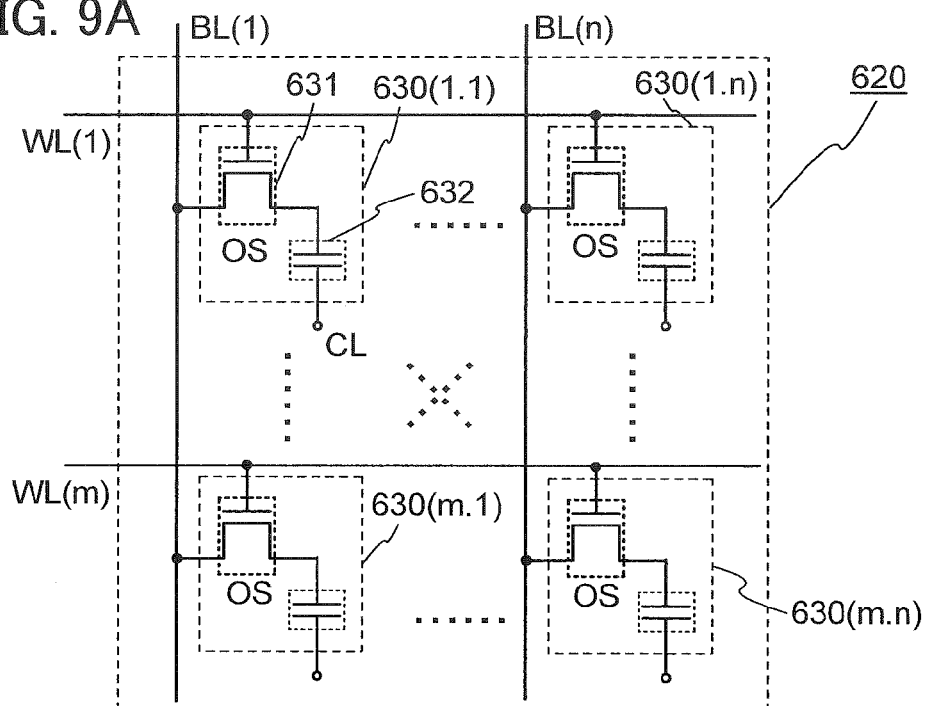 IG. 9A
BL(1)
BL(n)
631
630(1.1)
630(1.n)
620
WL(1)
632
OS
OS
CL
WL(m)
630(m.1)
OS
OS
630(m.n)